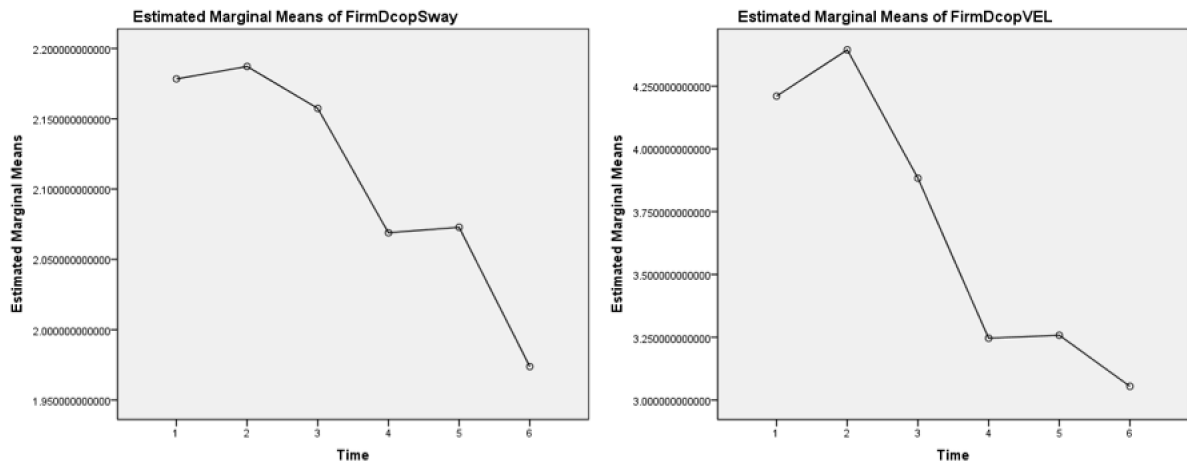 Estimated Marginal Means of FirmDcopSway
Estimated Marginal Means
2.200000000000
2.150000000000
2.100000000000
2.050000000000
2.000000000000
1.950000000000
1 2 3 4 5 6
Time
Estimated Marginal Means of FirmDcopVEL
Estimated Marginal Means
4.250000000000
4.000000000000
3.750000000000
3.500000000000
3.250000000000
3.000000000000
1 2 3 4 5 6
Time